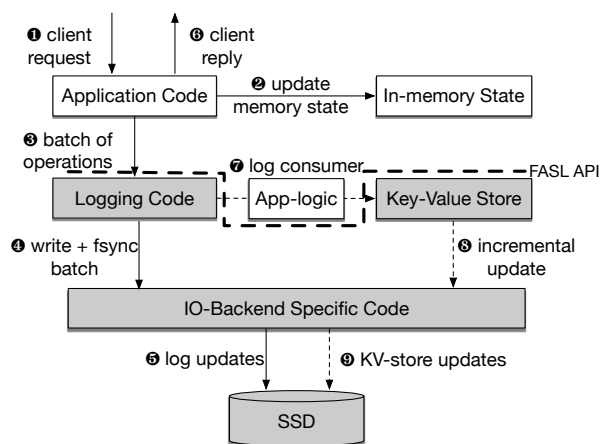 ❶ client
request
❻ client
reply
Application Code
❷ update
memory state
In-memory State
❸ batch of
operations
❼ log consumer
FASL API
Logging Code
App-logic
Key-Value Store
❹ write + fsync
batch
❽ incremental
update
IO-Backend Specific Code
❺ log updates
❾ KV-store updates
SSD